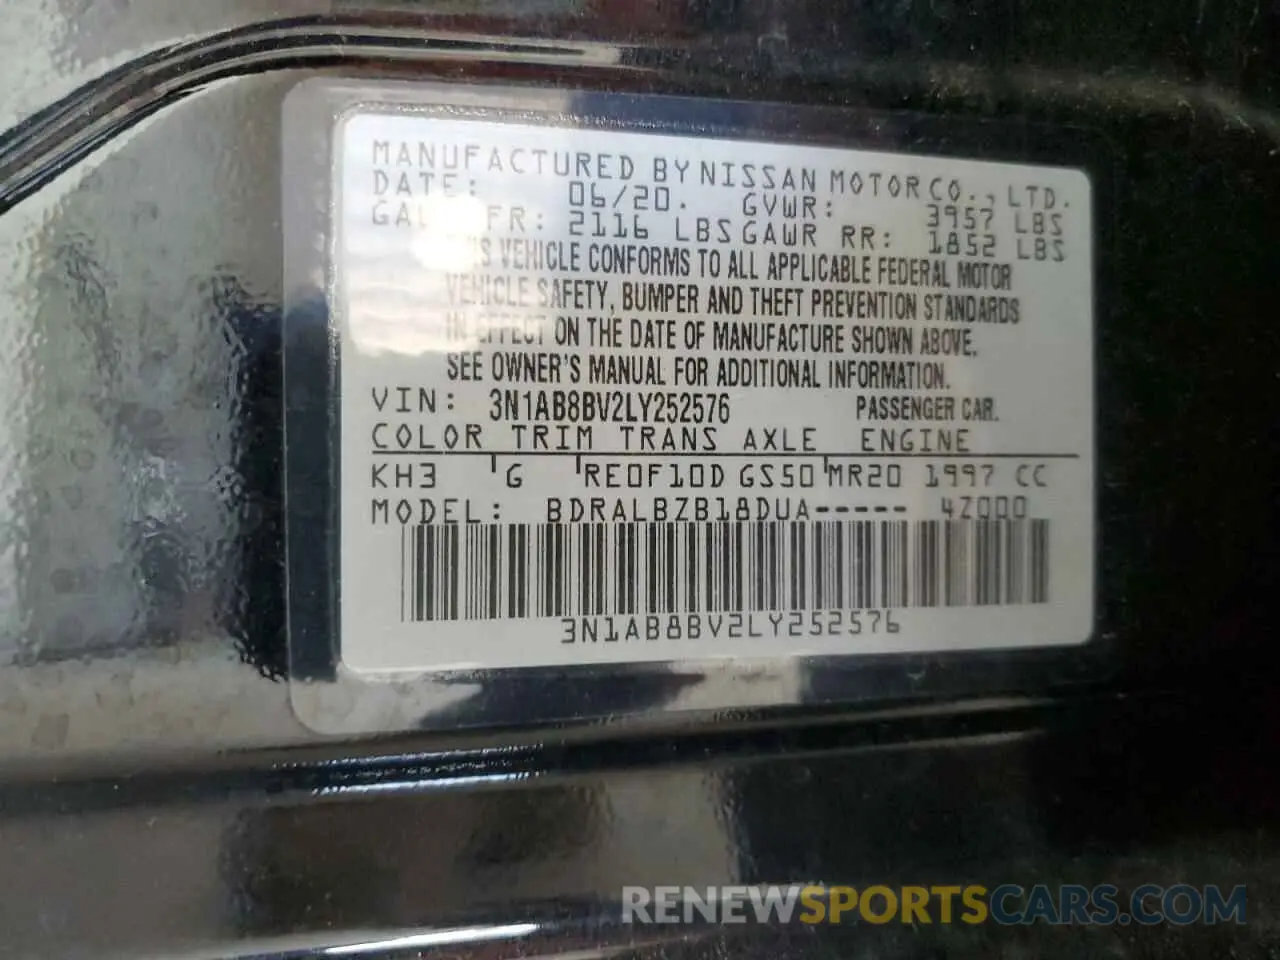 MANUFACTURED BY NISSAN MOTOR CO., LTD.
DATE: 06/20. GVWR: 3957 LBS
FR: 2116 LBS GAWR RR: 1852 LBS
VEHICLE CONFORMS TO ALL APPLICABLE FEDERAL MOTOR
VEHICLE SAFETY, BUMPER AND THEFT PREVENTION STANDARDS
IN EFFECT ON THE DATE OF MANUFACTURE SHOWN ABOVE.
SEE OWNER'S MANUAL FOR ADDITIONAL INFORMATION.
VIN: 3N1AB8BV2LY252576 PASSENGER CAR.
COLOR TRIM TRANS AXLE ENGINE
KH3 G RE0F10D GS50 MR20 1997 CC
MODEL: BDRALBZB18DUA----- 4Z000
3N1AB8BV2LY252576
RENEWSPORTSCARS.COM